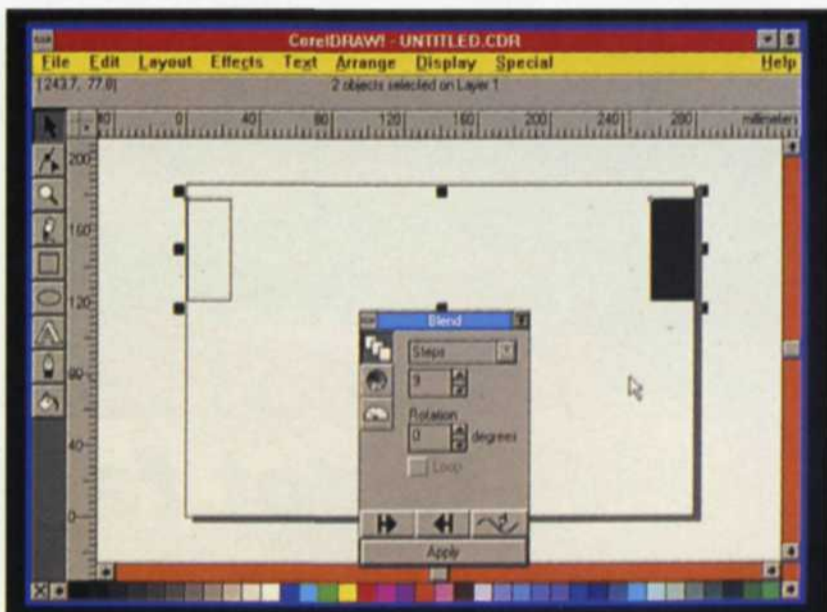 CorelDRAW! - UNTITLED.CDR
File Edit Layout Effects Text Arrange Display Special Help
(243.7, 77.0) 2 objects selected on Layer 1
0 40 80 120 160 200 240 280 millimeters
200
160
120
80
40
0
Blend
Steps
9
Rotation
0 degrees
Loop
Apply